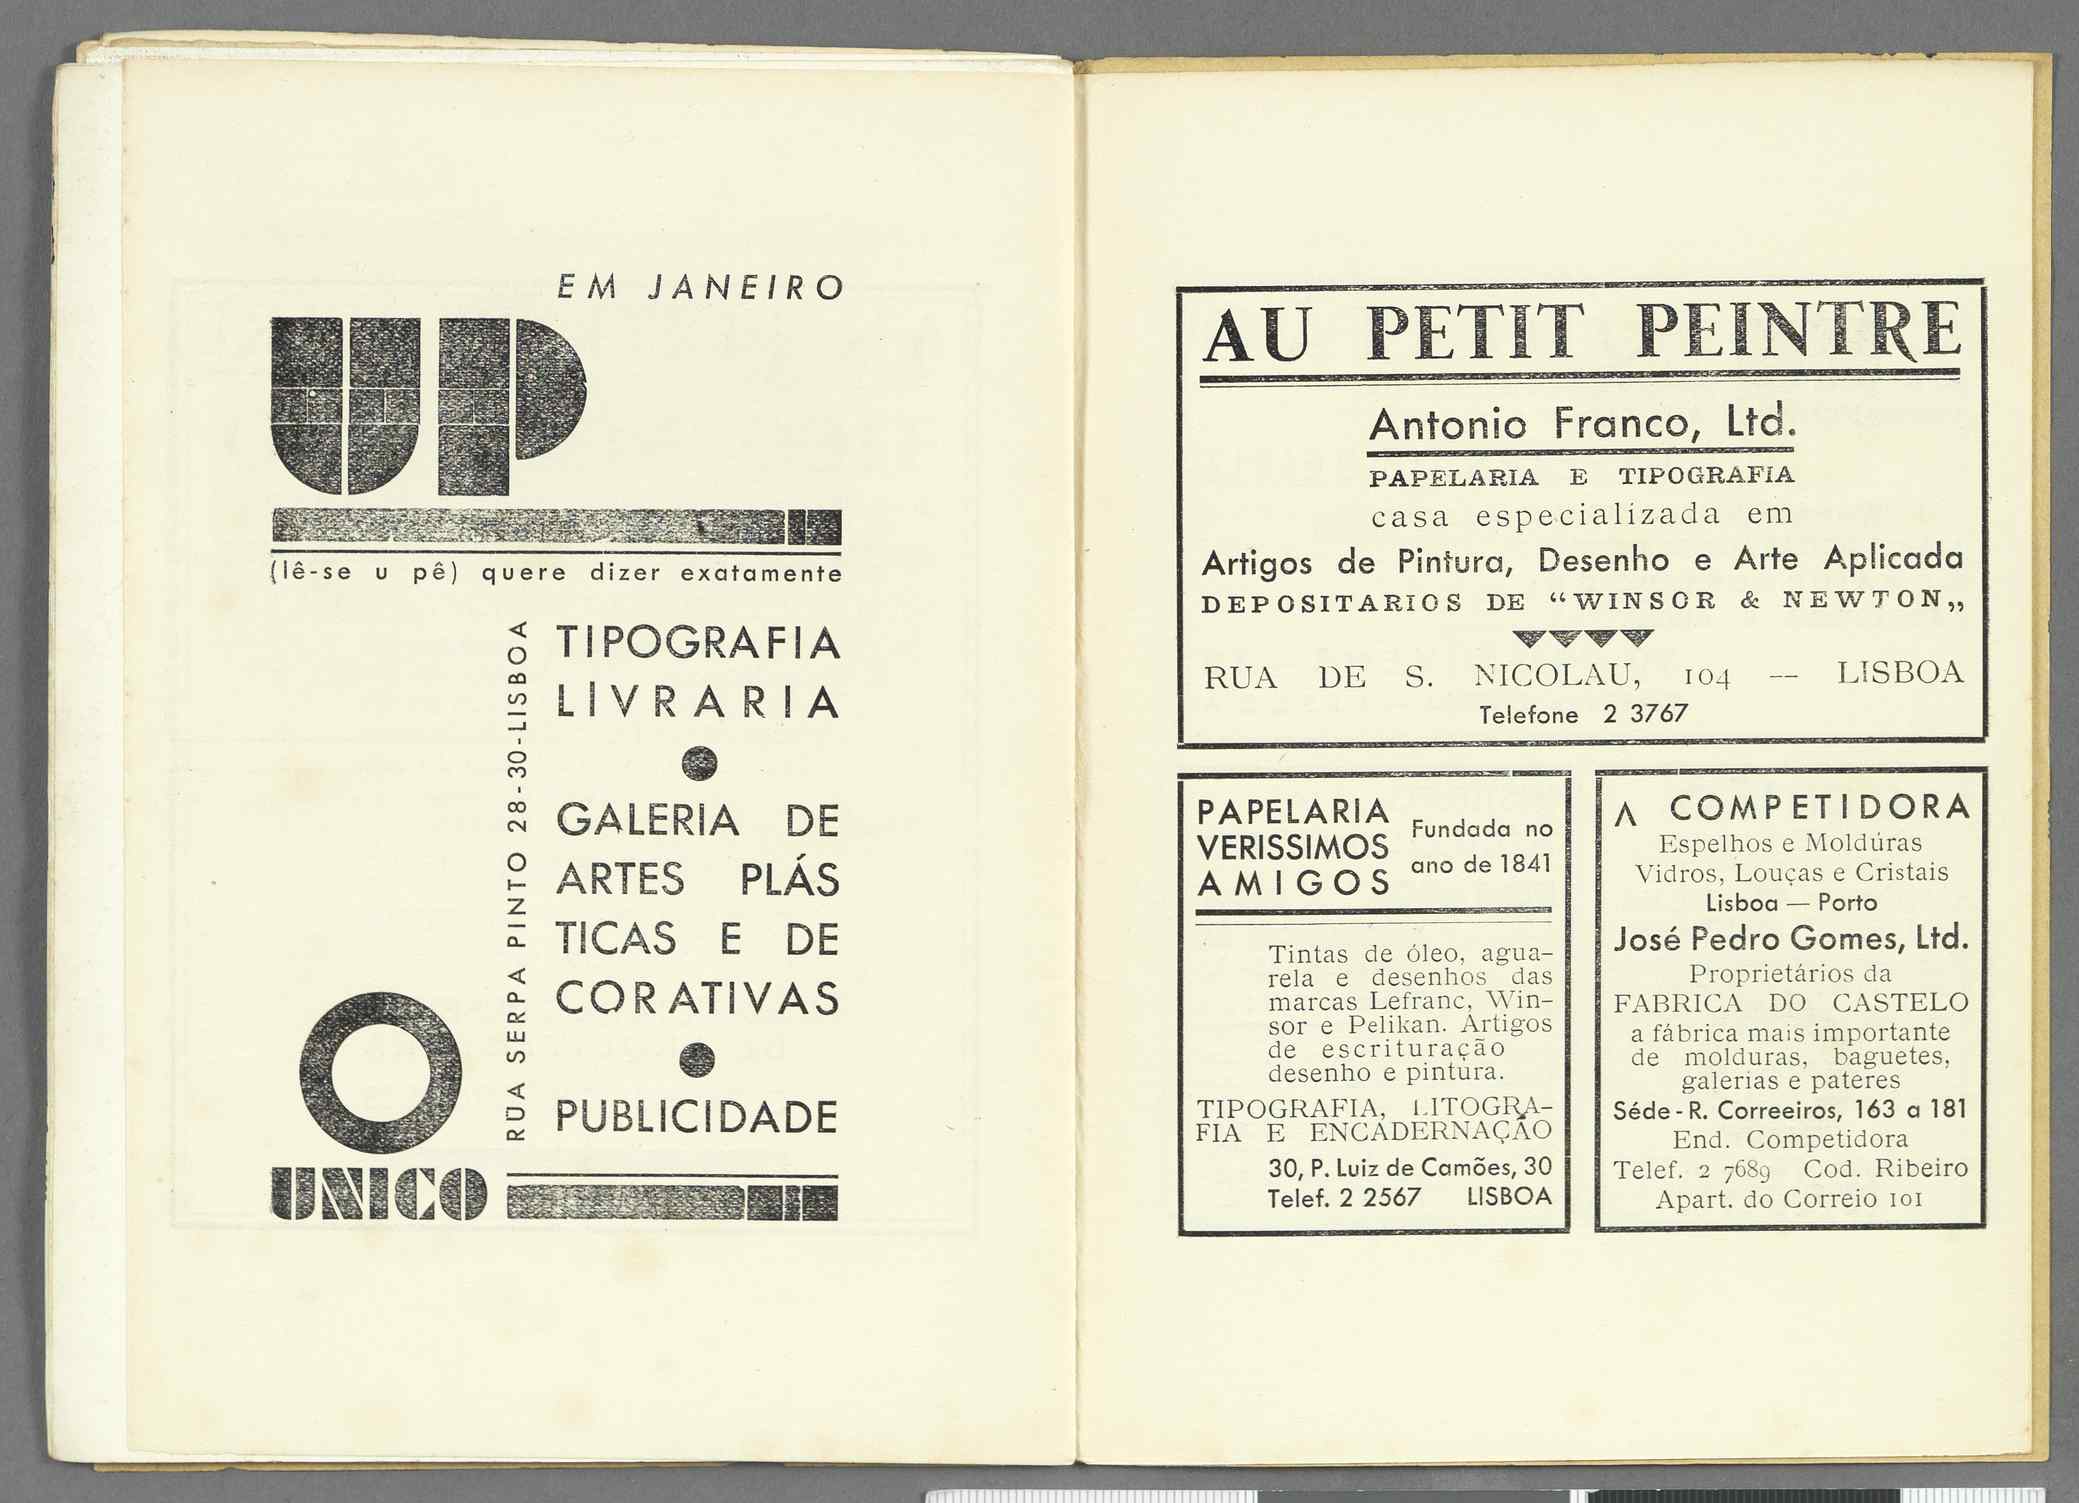 EM JANEIRO
UP
(lê-se u pê) quere dizer exatamente
RUA SERPA PINTO 28-30-LISBOA
TIPOGRAFIA
LIVRARIA
GALERIA DE
ARTES PLÁS
TICAS E DE
CORATIVAS
PUBLICIDADE
O
UNICO
AU PETIT PEINTRE
Antonio Franco, Ltd.
PAPELARIA E TIPOGRAFIA
casa especializada em
Artigos de Pintura, Desenho e Arte Aplicada
DEPOSITARIOS DE “WINSOR & NEWTON„
RUA DE S. NICOLAU, 104 — LISBOA
Telefone 2 3767
PAPELARIA
VERISSIMOS
AMIGOS
Fundada no
ano de 1841
Tintas de óleo, agua-
rela e desenhos das
marcas Lefranc, Win-
sor e Pelikan. Artigos
de escrituração
desenho e pintura.
TIPOGRAFIA, LITOGRA-
FIA E ENCADERNAÇÃO
30, P. Luiz de Camões, 30
Telef. 2 2567 LISBOA
A COMPETIDORA
Espelhos e Moldúras
Vidros, Louças e Cristais
Lisboa — Porto
José Pedro Gomes, Ltd.
Proprietários da
FABRICA DO CASTELO
a fábrica mais importante
de molduras, baguetes,
galerias e pateres
Séde - R. Correeiros, 163 a 181
End. Competidora
Telef. 2 7689 Cod. Ribeiro
Apart. do Correio 101